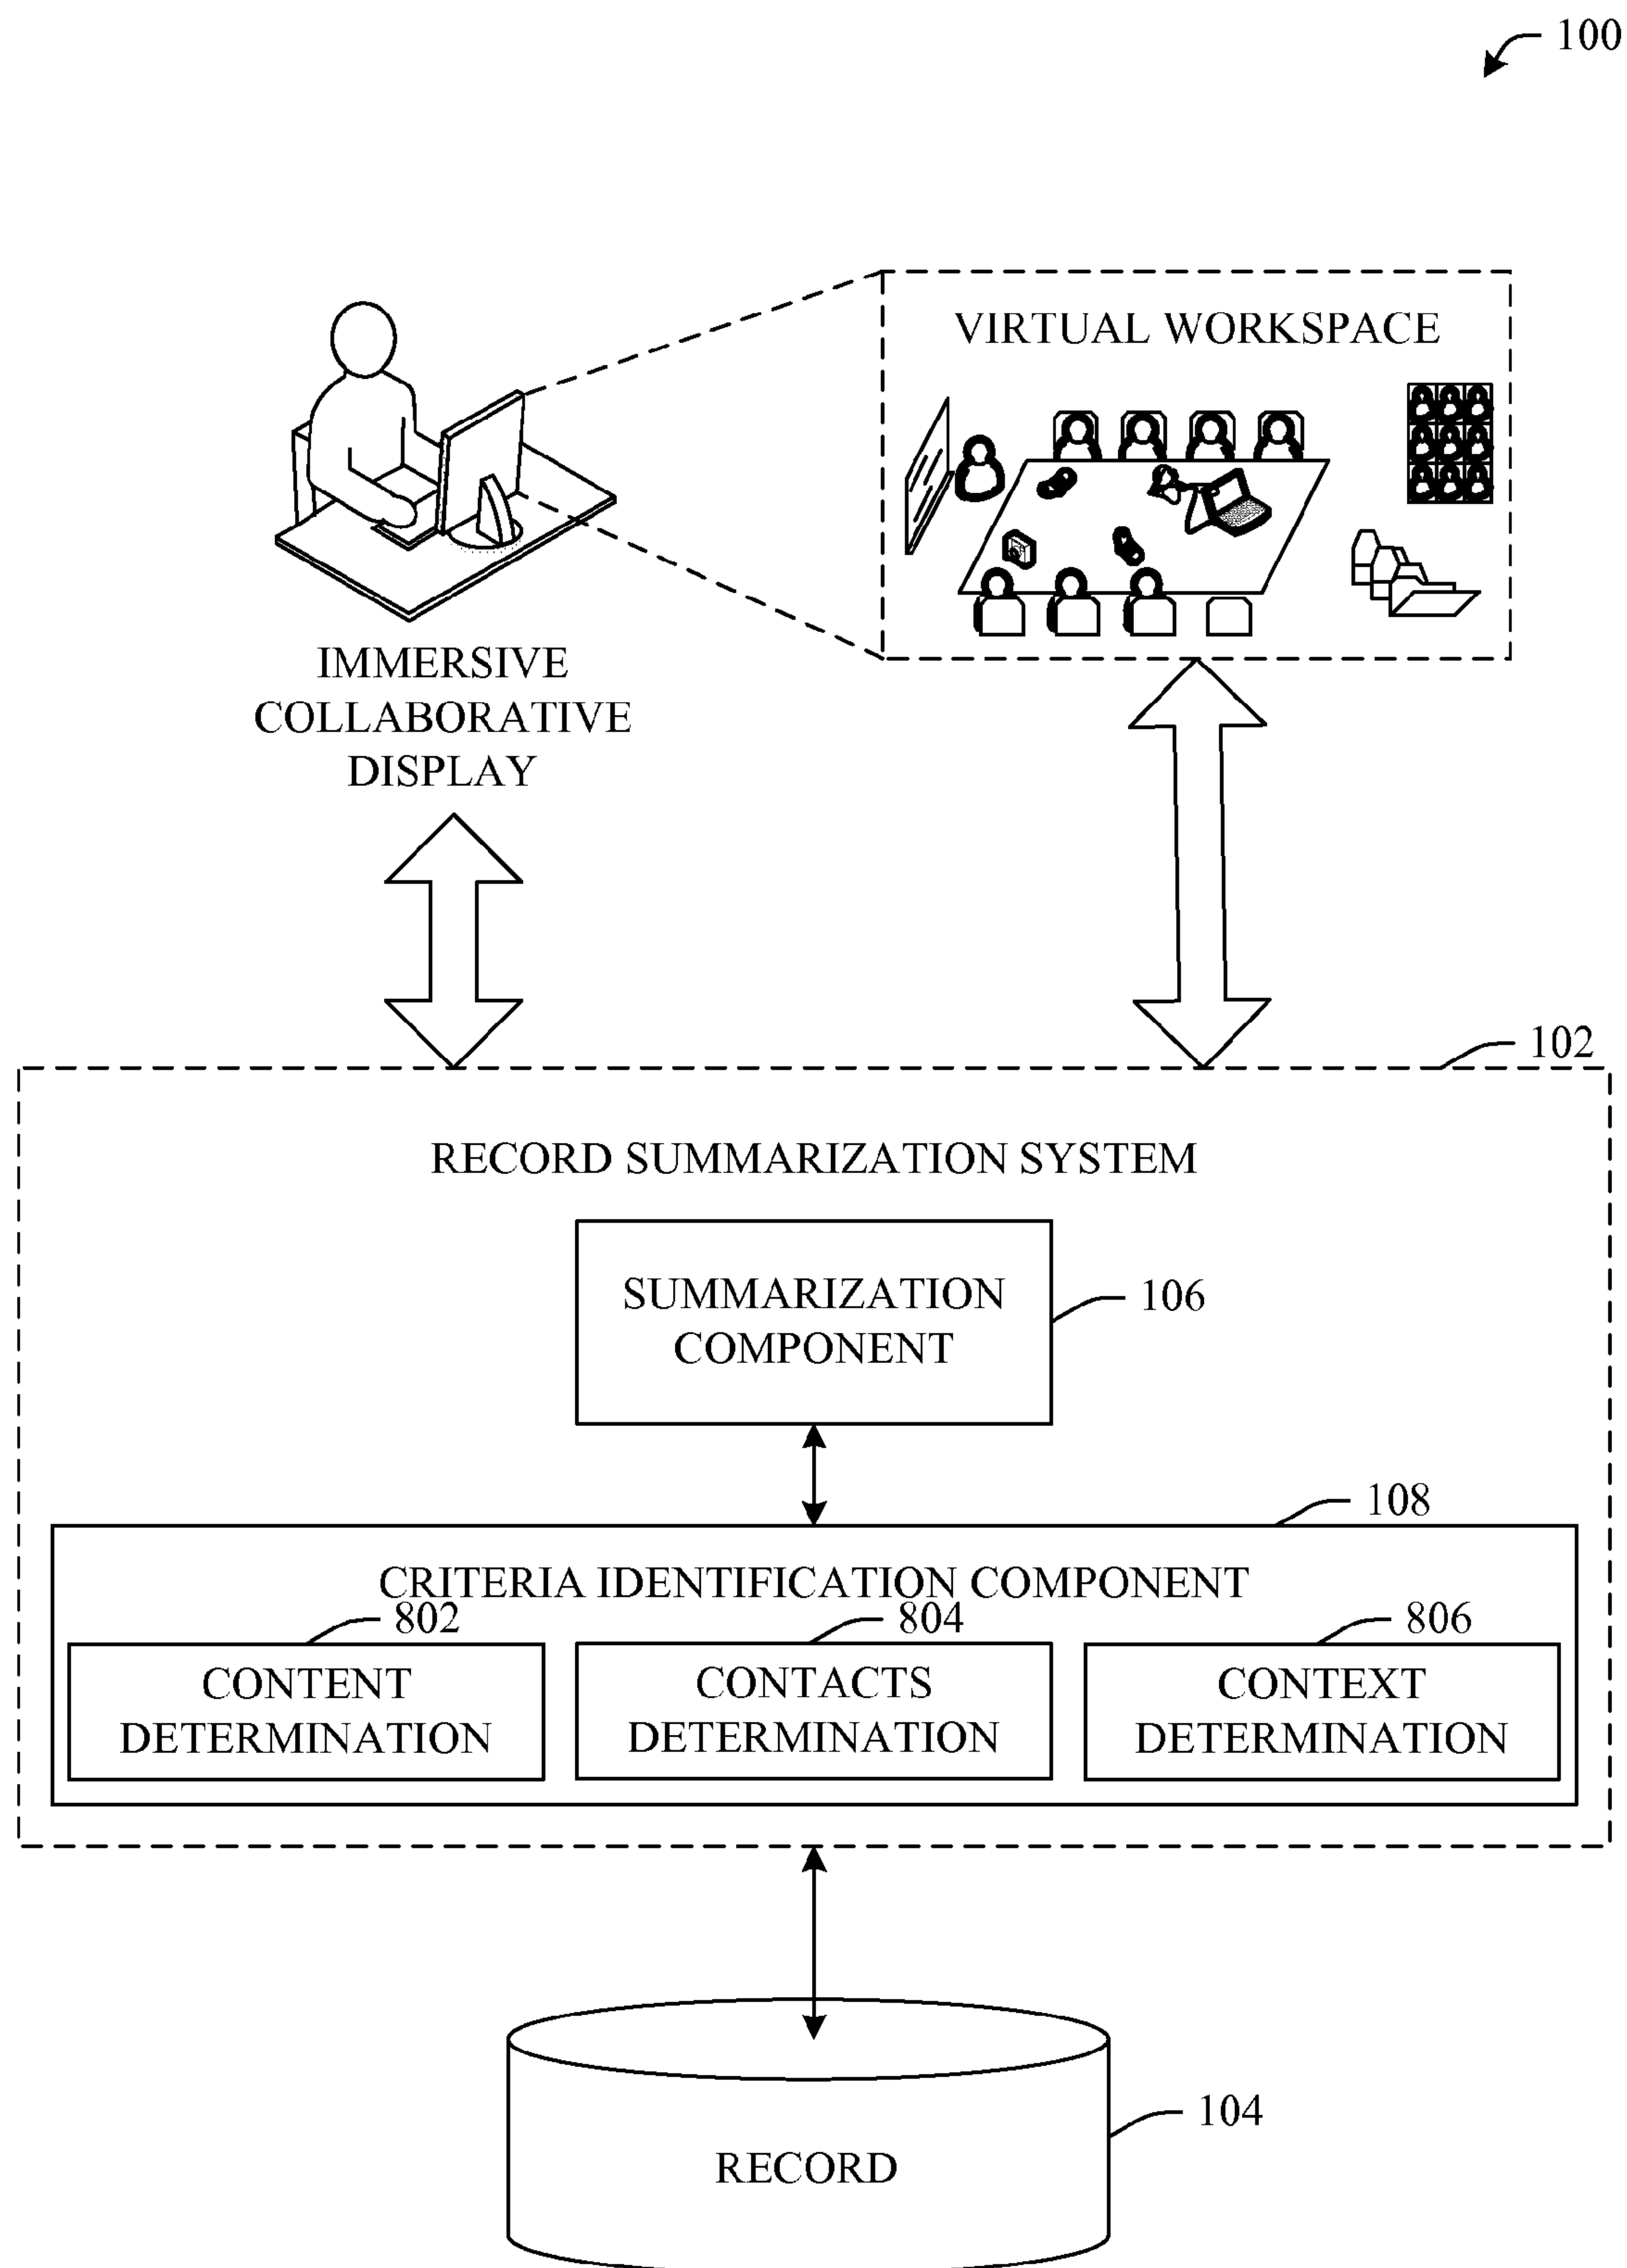 100
VIRTUAL WORKSPACE
IMMERSIVE
COLLABORATIVE
DISPLAY
102
RECORD SUMMARIZATION SYSTEM
SUMMARIZATION
COMPONENT
106
108
CRITERIA IDENTIFICATION COMPONENT
802
804
806
CONTENT
DETERMINATION
CONTACTS
DETERMINATION
CONTEXT
DETERMINATION
104
RECORD